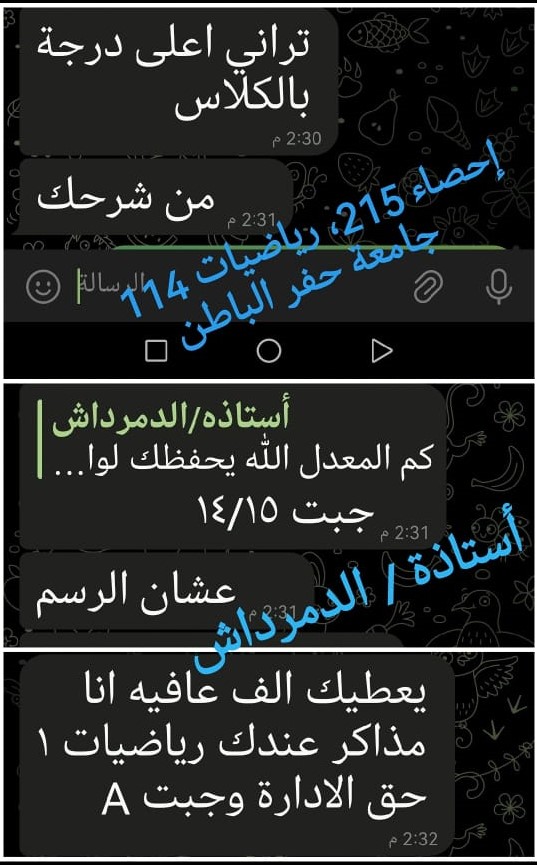 تراني اعلى درجة
بالكلاس
2:30 م
من شرحك
2:31 م
إحصاء 215، رياضيات 114
جامعة حفر الباطن
الرسالة
أستاذه/الدمرداش
كم المعدل الله يحفظك لوا...
جبت ١٤/١٥
2:31 م
عشان الرسم
2:31 م
أستاذة / الدمرداش
يعطيك الف عافيه انا
مذاكر عندك رياضيات ١
حق الادارة وجبت A
2:32 م